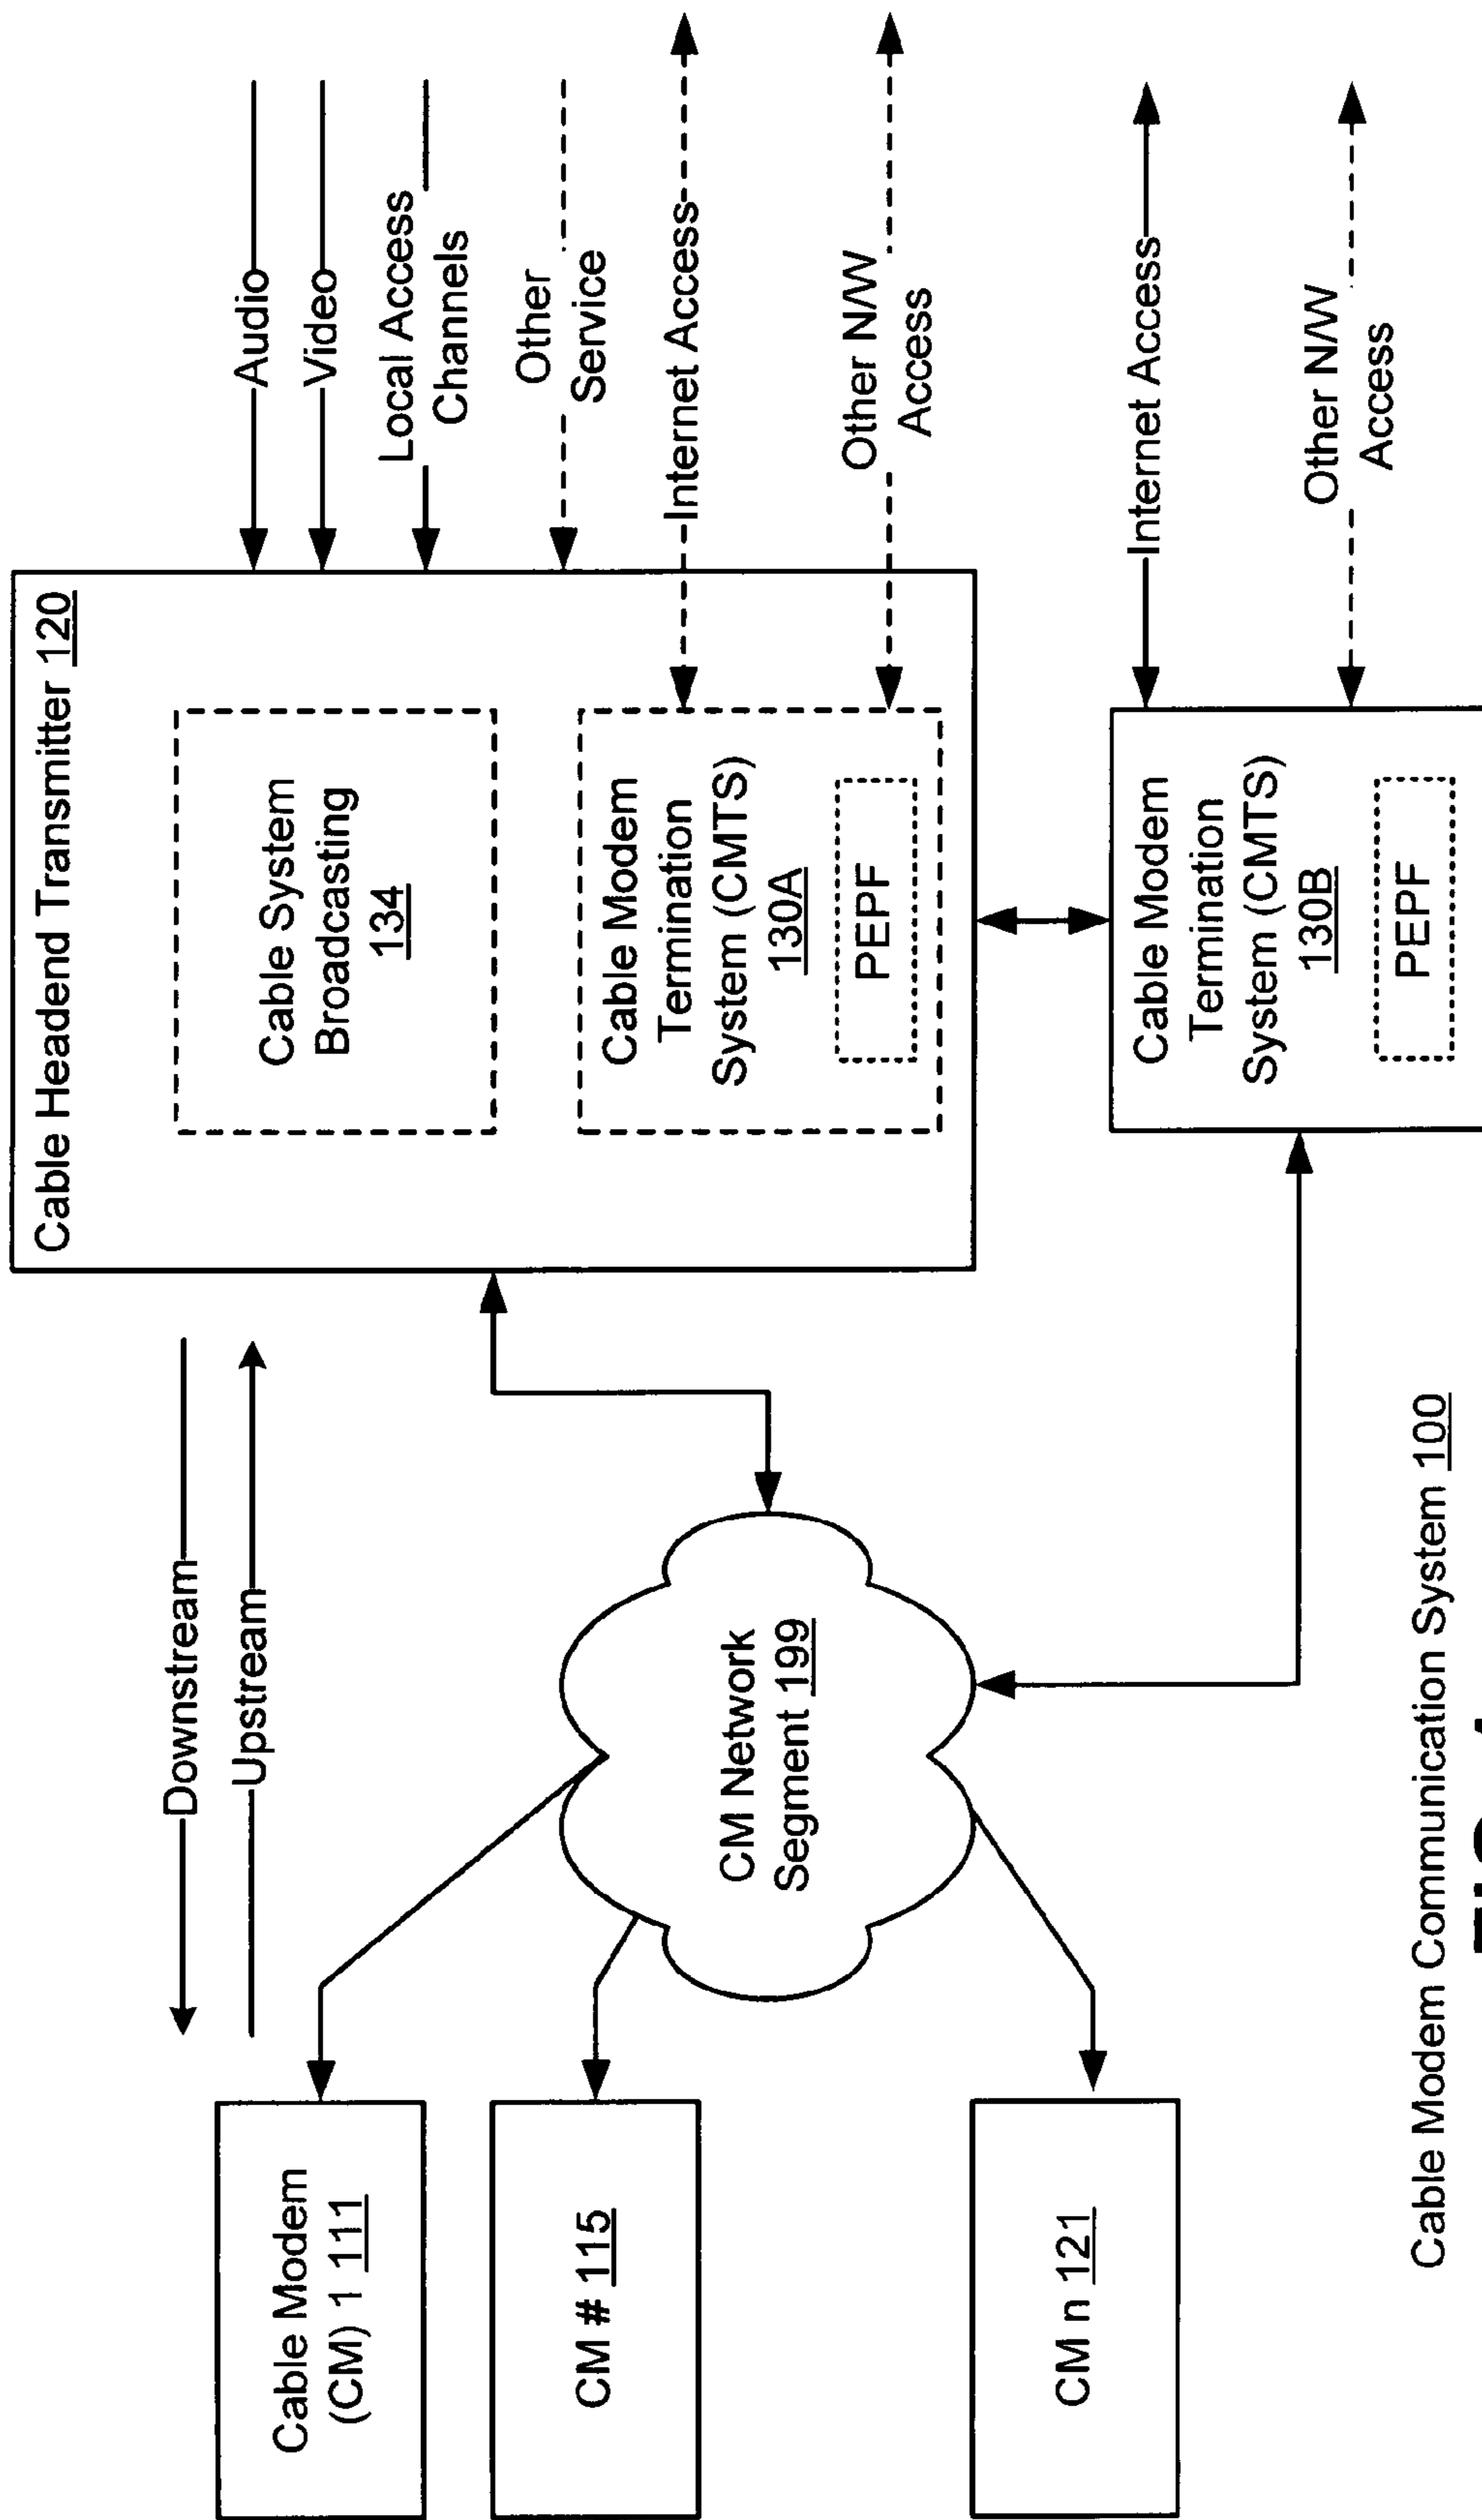 Downstream
Upstream
Cable Modem
(CM) 1 111
CM # 115
CM n 121
CM Network
Segment 199
Cable Headend Transmitter 120
Cable System
Broadcasting
134
Cable Modem
Termination
System (CMTS)
130A
PEPF
Audio
Video
Local Access
Channels
Other
Service
Internet Access
Other N/W
Access
Cable Modem
Termination
System (CMTS)
130B
PEPF
Internet Access
Other N/W
Access
Cable Modem Communication System 100